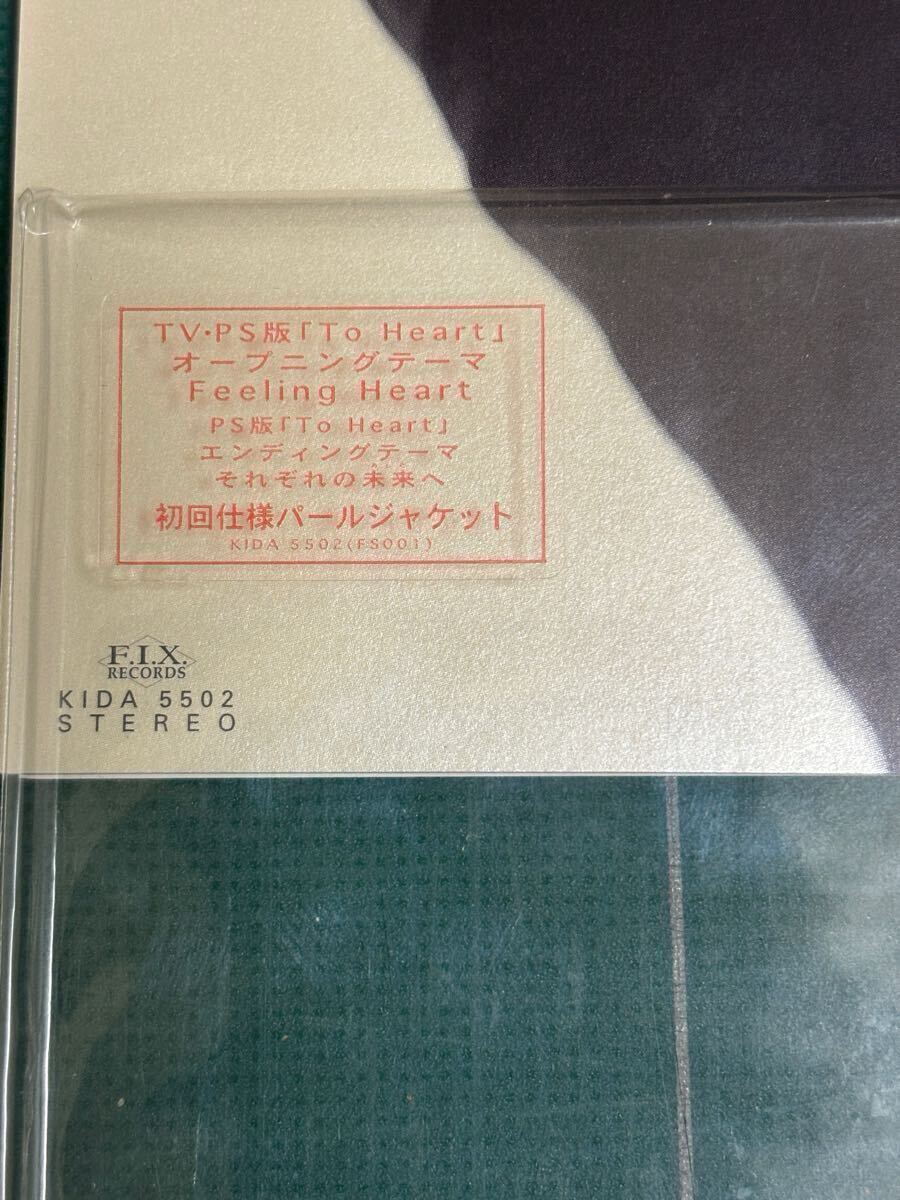 TV・PS版「To Heart」
オープニングテーマ
Feeling Heart
PS版「To Heart」
エンディングテーマ
それぞれの未来へ
初回仕様パールジャケット
KIDA 5502(FS001)
F.I.X.
RECORDS
KIDA 5502
STEREO